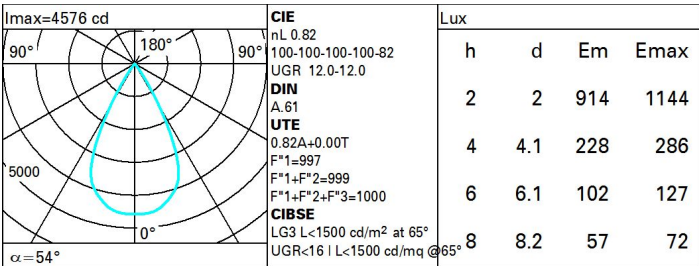 Imax=4576 cd
90°
180°
90°
5000
0°
α=54°
CIE
nL 0.82
100-100-100-100-82
UGR 12.0-12.0
DIN
A.61
UTE
0.82A+0.00T
F"1=997
F"1+F"2=999
F"1+F"2+F"3=1000
CIBSE
LG3 L<1500 cd/m² at 65°
UGR<16 | L<1500 cd/mq @65°
Lux
h d Em Emax
2 2 914 1144
4 4.1 228 286
6 6.1 102 127
8 8.2 57 72